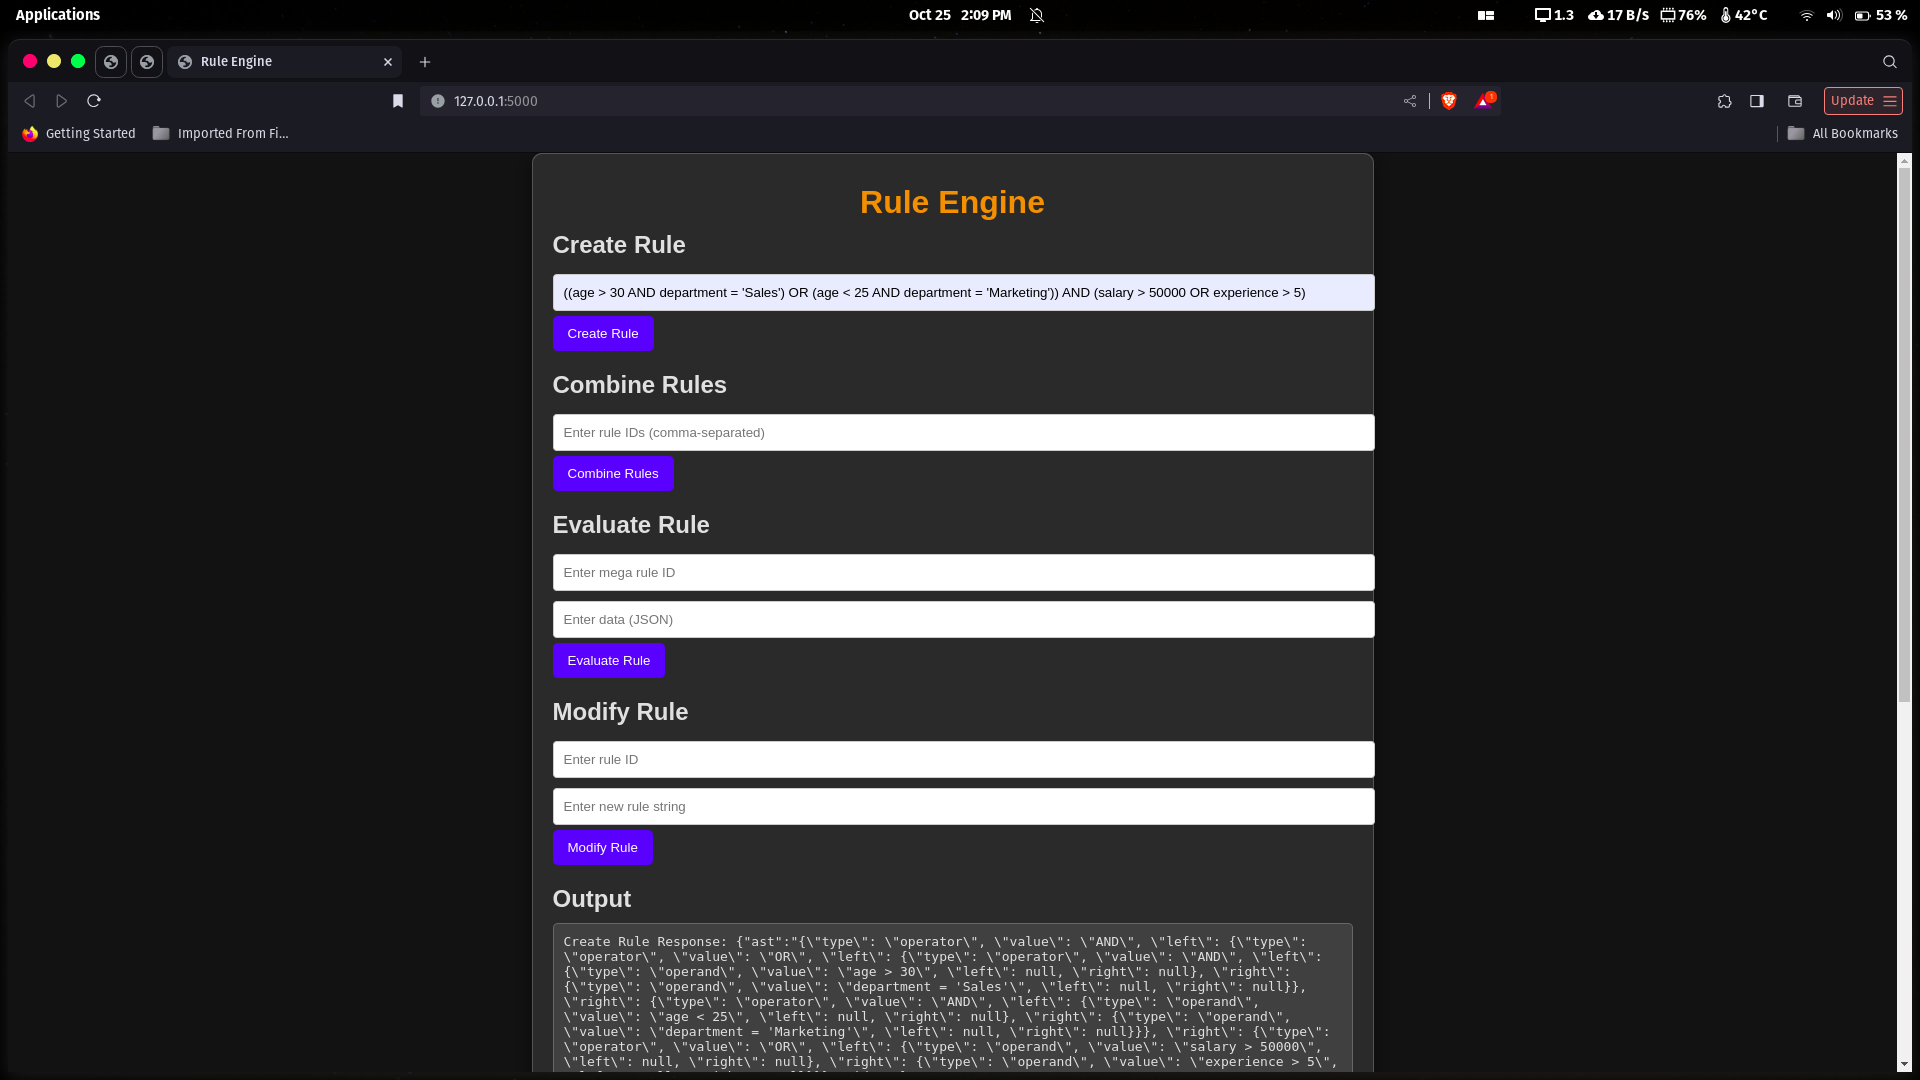 Applications
Oct 25 2:09 PM
1.3 17 B/s 76% 42°C 53 %
Rule Engine
127.0.0.1:5000
1
Update
Getting Started
Imported From Fi...
All Bookmarks
Rule Engine
Create Rule
((age > 30 AND department = 'Sales') OR (age < 25 AND department = 'Marketing')) AND (salary > 50000 OR experience > 5)
Create Rule
Combine Rules
Enter rule IDs (comma-separated)
Combine Rules
Evaluate Rule
Enter mega rule ID
Enter data (JSON)
Evaluate Rule
Modify Rule
Enter rule ID
Enter new rule string
Modify Rule
Output
Create Rule Response: {"ast":"{\"type\": \"operator\", \"value\": \"AND\", \"left\": {\"type\":
\"operator\", \"value\": \"OR\", \"left\": {\"type\": \"operator\", \"value\": \"AND\", \"left\":
{\"type\": \"operand\", \"value\": \"age > 30\", \"left\": null, \"right\": null}, \"right\":
{\"type\": \"operand\", \"value\": \"department = 'Sales'\", \"left\": null, \"right\": null}},
\"right\": {\"type\": \"operator\", \"value\": \"AND\", \"left\": {\"type\": \"operand\",
\"value\": \"age < 25\", \"left\": null, \"right\": null}, \"right\": {\"type\": \"operand\",
\"value\": \"department = 'Marketing'\", \"left\": null, \"right\": null}}}, \"right\": {\"type\":
\"operator\", \"value\": \"OR\", \"left\": {\"type\": \"operand\", \"value\": \"salary > 50000\",
\"left\": null, \"right\": null}, \"right\": {\"type\": \"operand\", \"value\": \"experience > 5\",